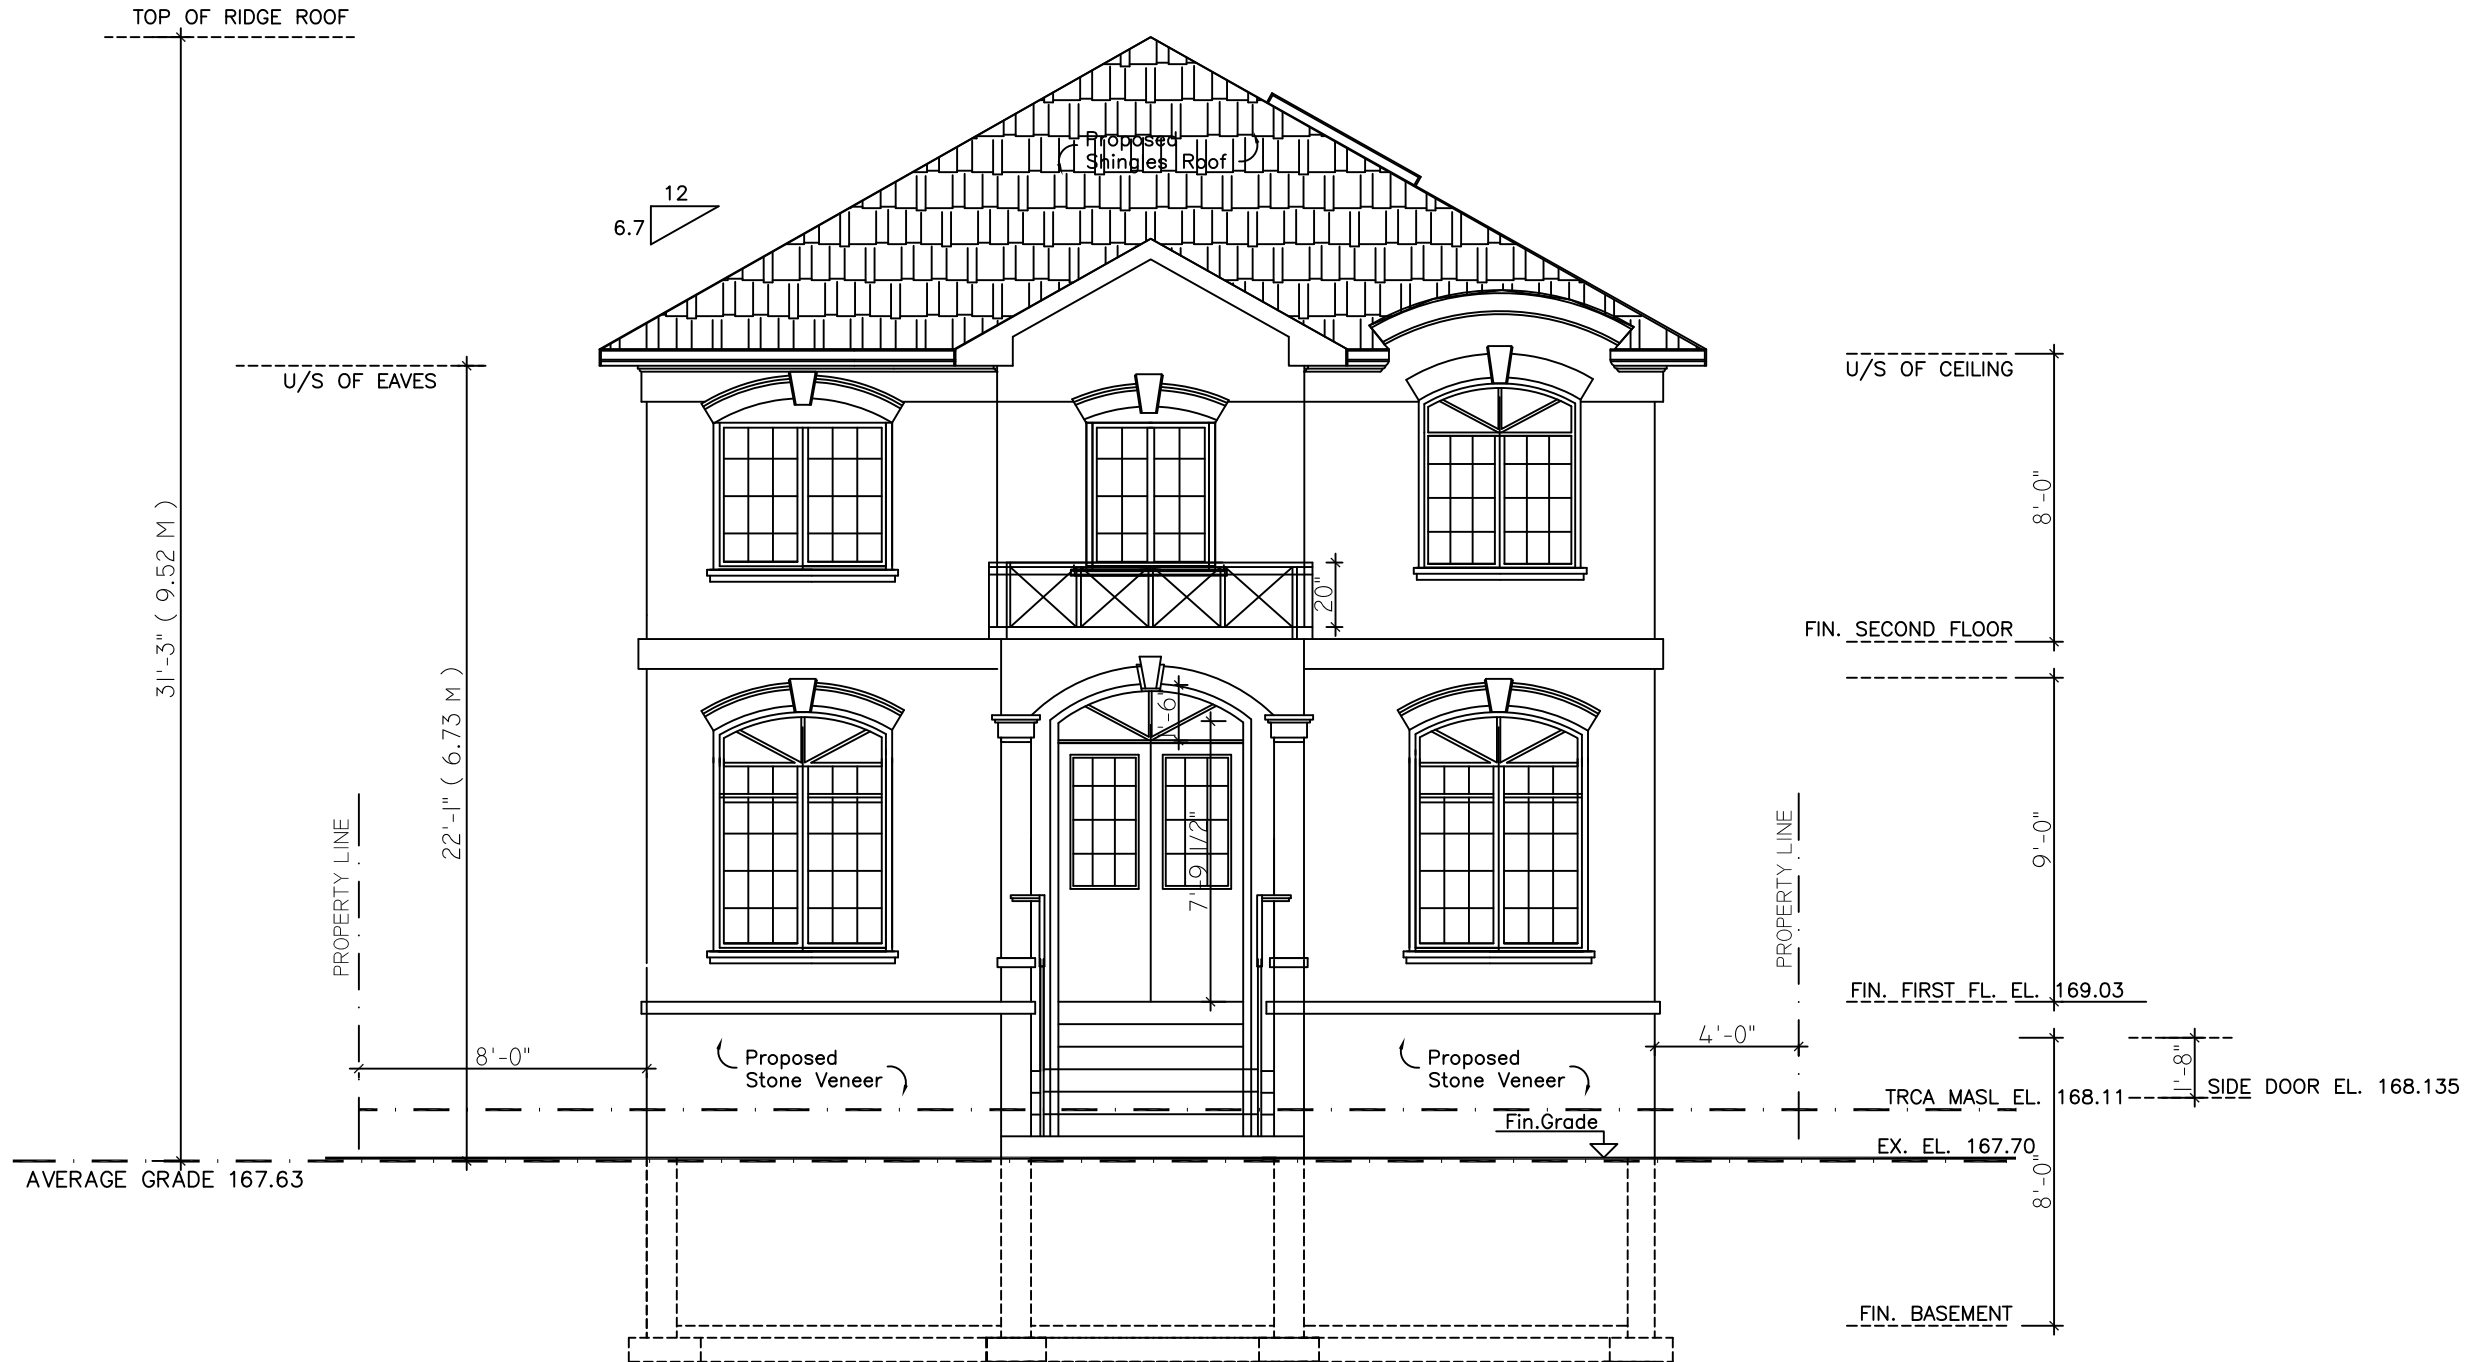 TOP OF RIDGE ROOF
Proposed
Shingles Roof
12
6.7
U/S OF EAVES
U/S OF CEILING
31'-3" ( 9.52 M )
22'-1" ( 6.73 M )
8'-0"
20"
FIN. SECOND FLOOR
1'-6"
7'-9 1/2"
9'-0"
PROPERTY LINE
PROPERTY LINE
FIN. FIRST FL. EL. 169.03
8'-0"
4'-0"
Proposed
Stone Veneer
Proposed
Stone Veneer
1'-8"
SIDE DOOR EL. 168.135
TRCA MASL EL. 168.11
Fin.Grade
EX. EL. 167.70
AVERAGE GRADE 167.63
8'-0"
FIN. BASEMENT